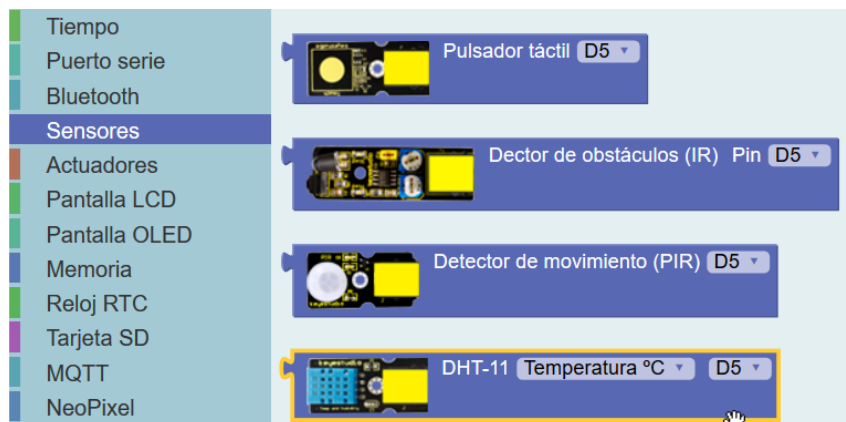 Tiempo
Puerto serie
Bluetooth
Sensores
Actuadores
Pantalla LCD
Pantalla OLED
Memoria
Reloj RTC
Tarjeta SD
MQTT
NeoPixel
Pulsador táctil D5
Dector de obstáculos (IR) Pin D5
Detector de movimiento (PIR) D5
keyestudio
DHT-11 Temperatura ºC D5